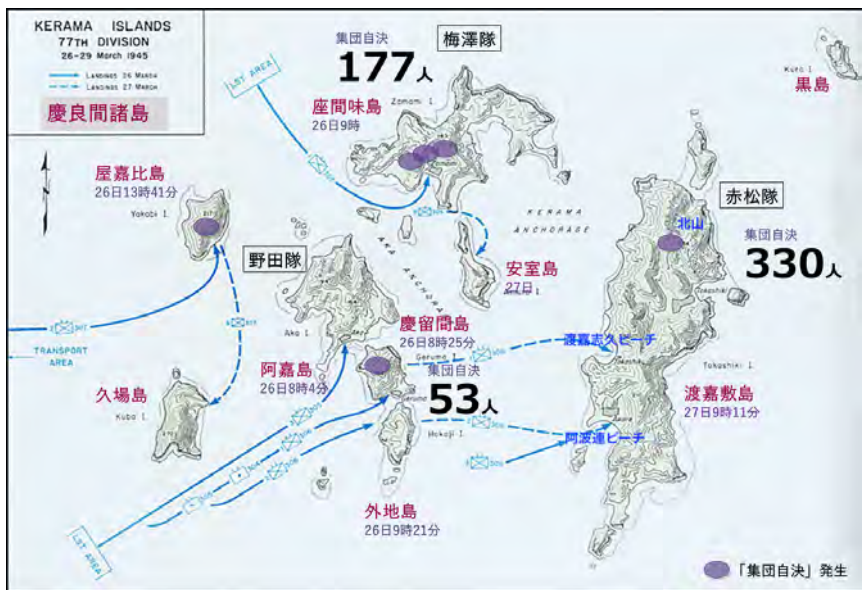 KERAMA ISLANDS
77TH DIVISION
26-29 March 1945
LANDINGS 26 MARCH
LANDINGS 27 MARCH
慶良間諸島
梅澤隊
集団自決
177人
LST AREA
座間味島
26日9時
Zamami I.
Kuro I.
黒島
屋嘉比島
26日13時41分
Yakabi I.
赤松隊
北山
集団自決
330人
KERAMA
ANCHORAGE
野田隊
AKA ANCHORAGE
安室島
27日
Aka I.
慶留間島
26日8時25分
Geruma I.
渡嘉志久ビーチ
TRANSPORT
AREA
阿嘉島
26日8時4分
集団自決
53人
Tokashiki I.
渡嘉敷島
27日9時11分
久場島
Kuba I.
Hokaji I.
阿波連ビーチ
外地島
26日9時21分
LST AREA
「集団自決」発生